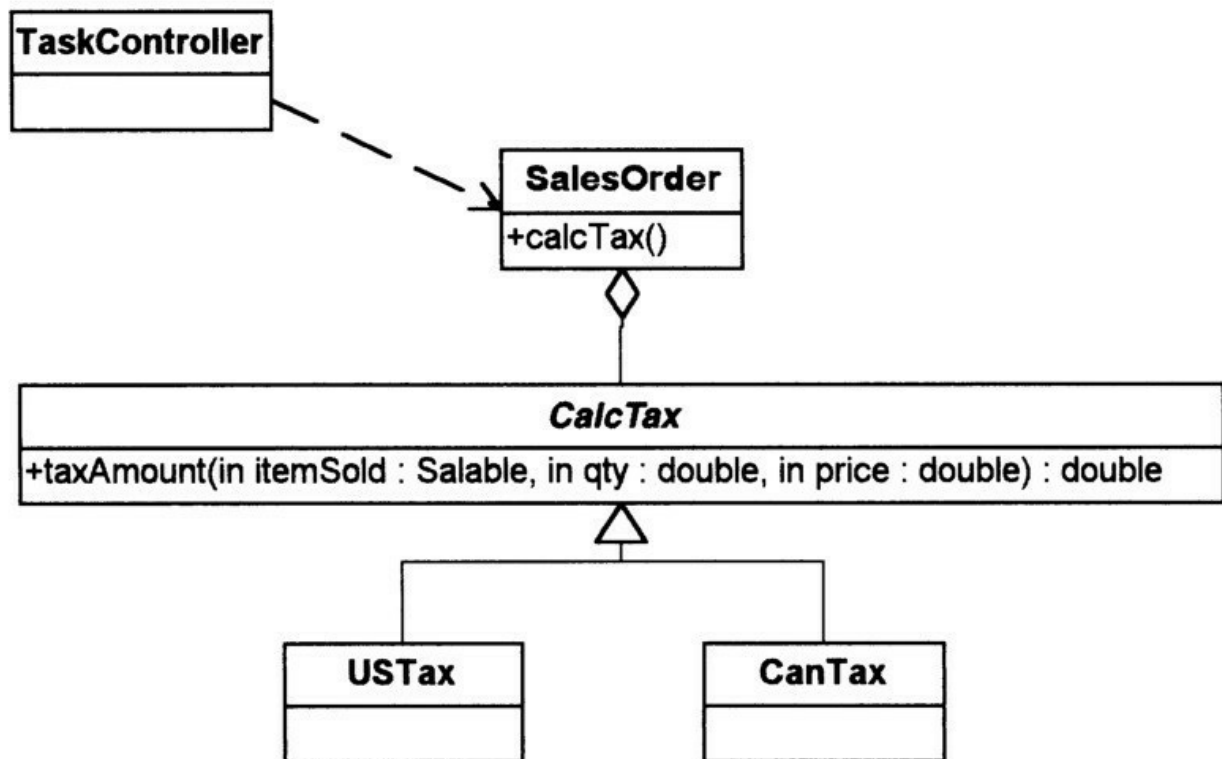 TaskController
SalesOrder
+calcTax()
CalcTax
+taxAmount(in itemSold : Salable, in qty : double, in price : double) : double
USTax
CanTax